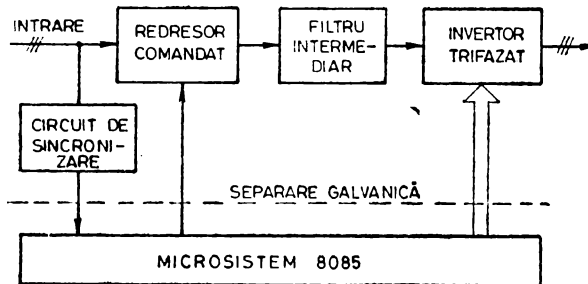 INTRARE
REDRESOR
COMANDAT
FILTRU
INTERME-
DIAR
INVERTOR
TRIFAZAT
CIRCUIT DE
SINCRONI-
ZARE
SEPARARE GALVANICĂ
MICROSISTEM 8085